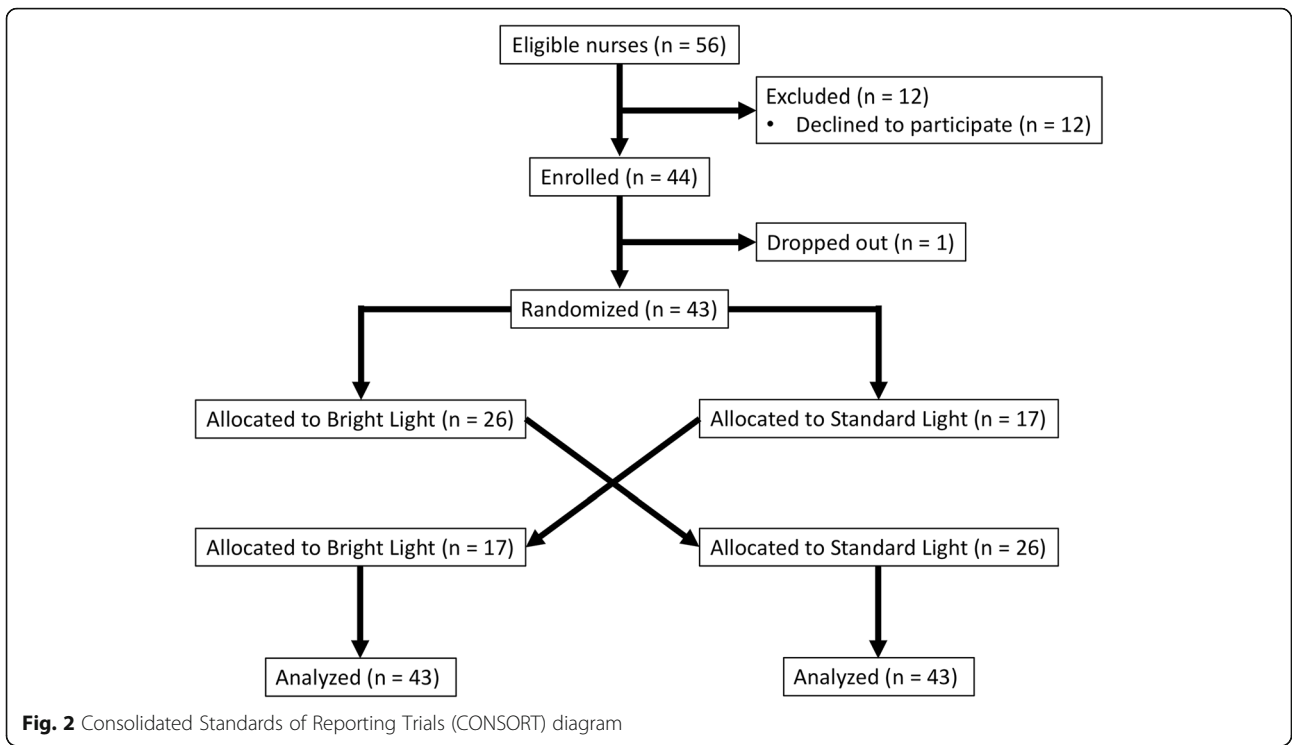 Eligible nurses (n = 56)
Excluded (n = 12)
• Declined to participate (n = 12)
Enrolled (n = 44)
Dropped out (n = 1)
Randomized (n = 43)
Allocated to Bright Light (n = 26)
Allocated to Standard Light (n = 17)
Allocated to Bright Light (n = 17)
Allocated to Standard Light (n = 26)
Analyzed (n = 43)
Analyzed (n = 43)
Fig. 2 Consolidated Standards of Reporting Trials (CONSORT) diagram